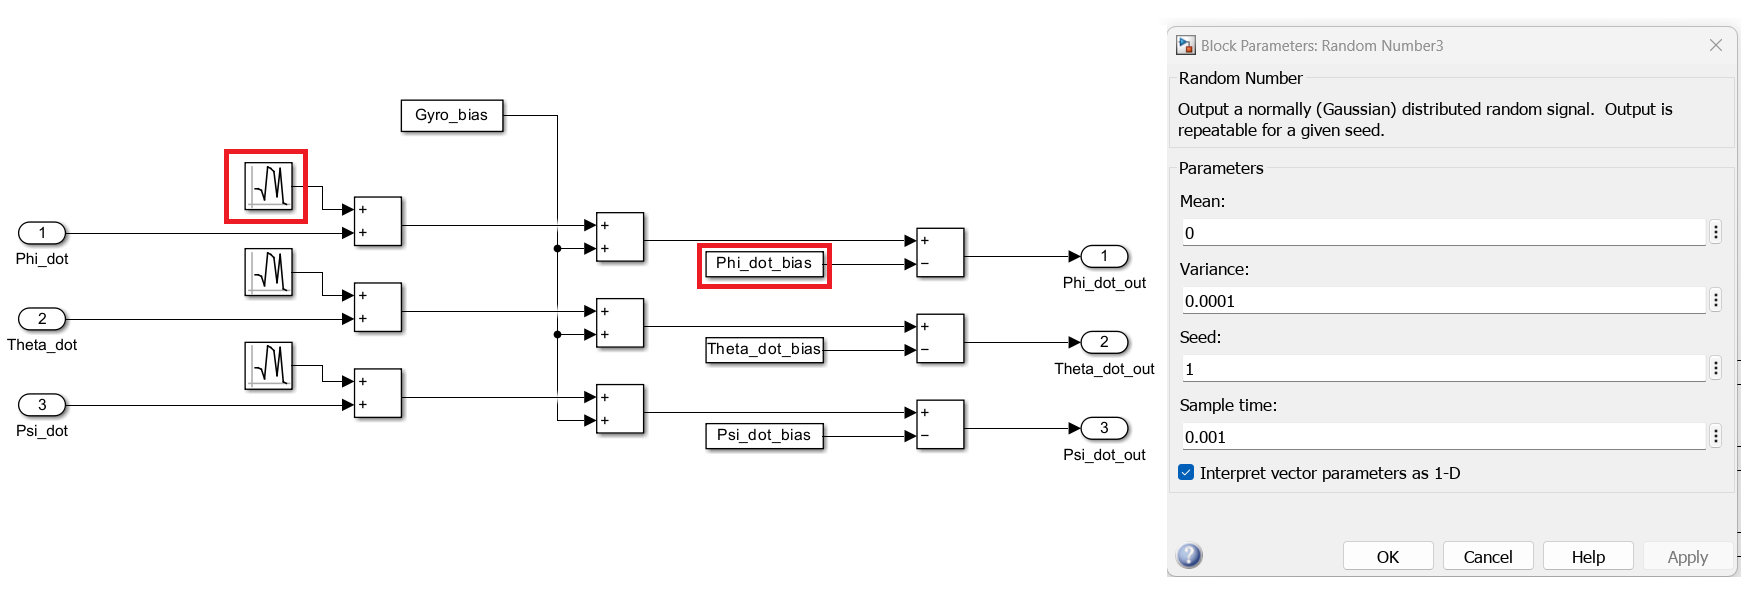 Gyro_bias
+
+
1
Phi_dot
+
+
Phi_dot_bias
+
−
1
Phi_dot_out
+
+
2
Theta_dot
+
+
Theta_dot_bias
+
−
2
Theta_dot_out
+
+
3
Psi_dot
+
+
Psi_dot_bias
+
−
3
Psi_dot_out
Block Parameters: Random Number3
Random Number
Output a normally (Gaussian) distributed random signal.  Output is
repeatable for a given seed.
Parameters
Mean:
0
Variance:
0.0001
Seed:
1
Sample time:
0.001
Interpret vector parameters as 1-D
?
OK Cancel Help Apply